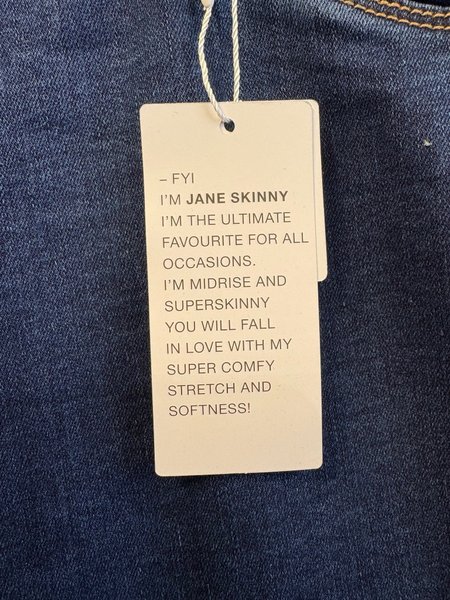 – FYI
I'M JANE SKINNY
I'M THE ULTIMATE
FAVOURITE FOR ALL
OCCASIONS.
I'M MIDRISE AND
SUPERSKINNY
YOU WILL FALL
IN LOVE WITH MY
SUPER COMFY
STRETCH AND
SOFTNESS!